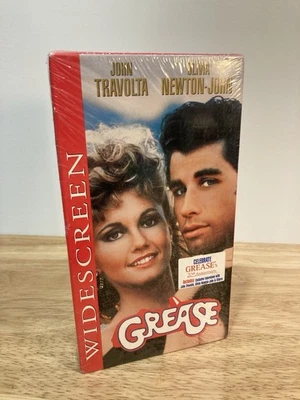 JOHN
TRAVOLTA
OLIVIA
NEWTON-JOHN
WIDESCREEN
CELEBRATE
GREASE'S
GREASE